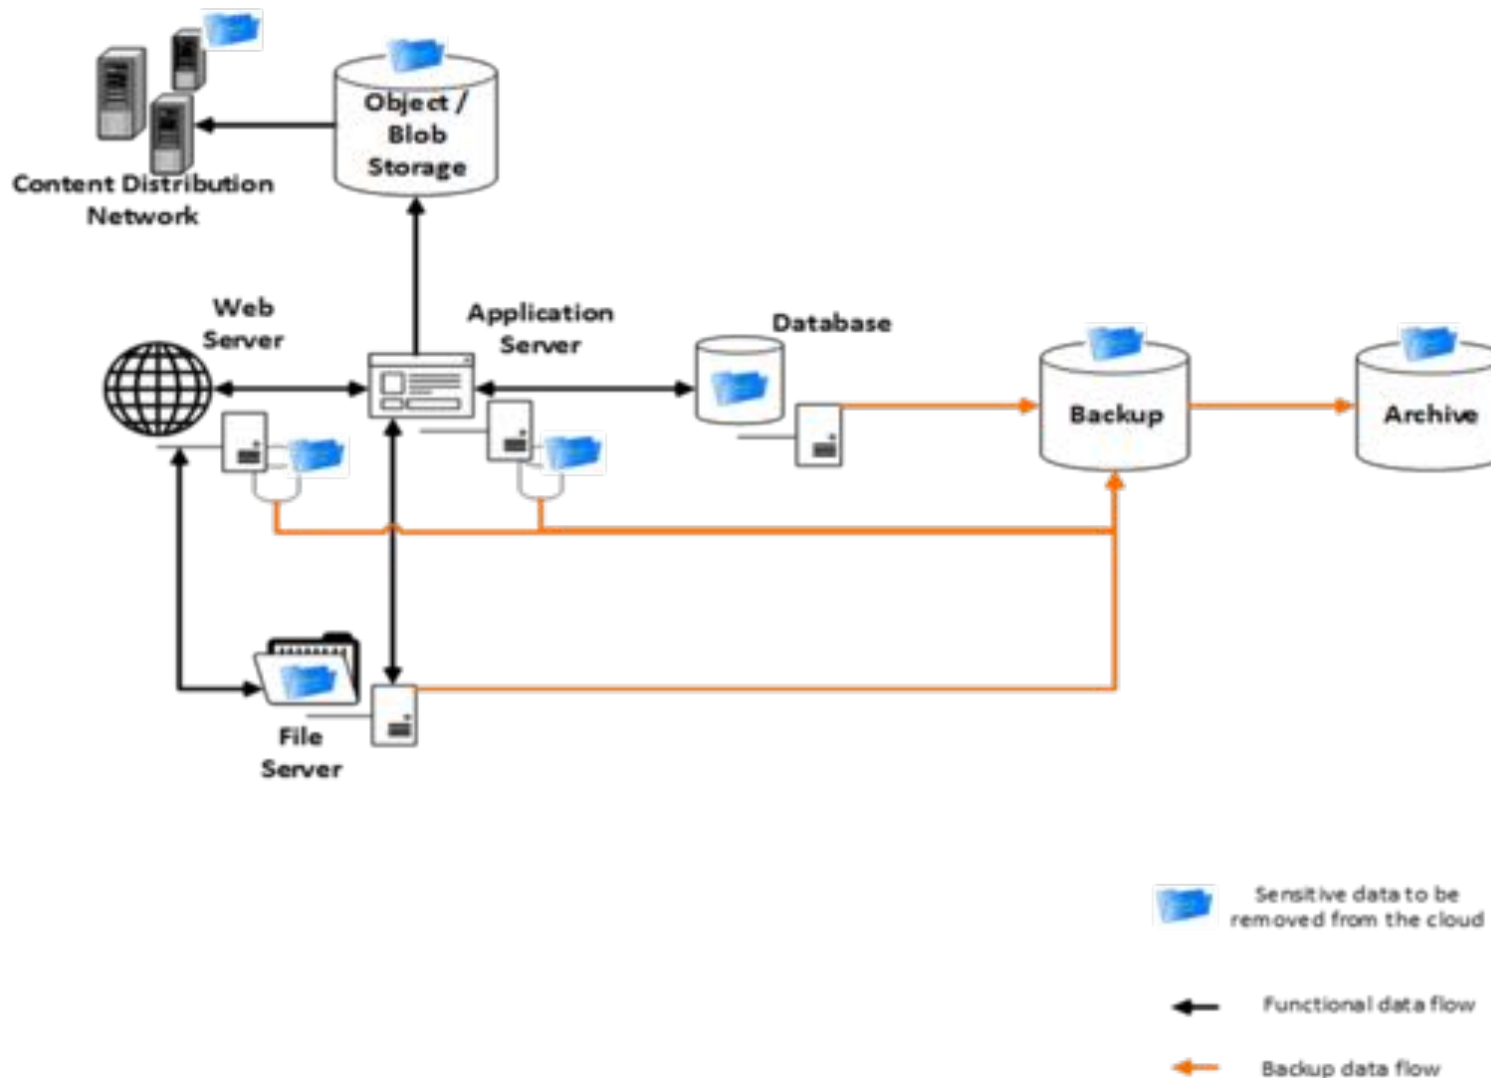 Object /
Blob
Storage
Content Distribution
Network
Web
Server
Application
Server
Database
Backup
Archive
File
Server
Sensitive data to be
removed from the cloud
Functional data flow
Backup data flow